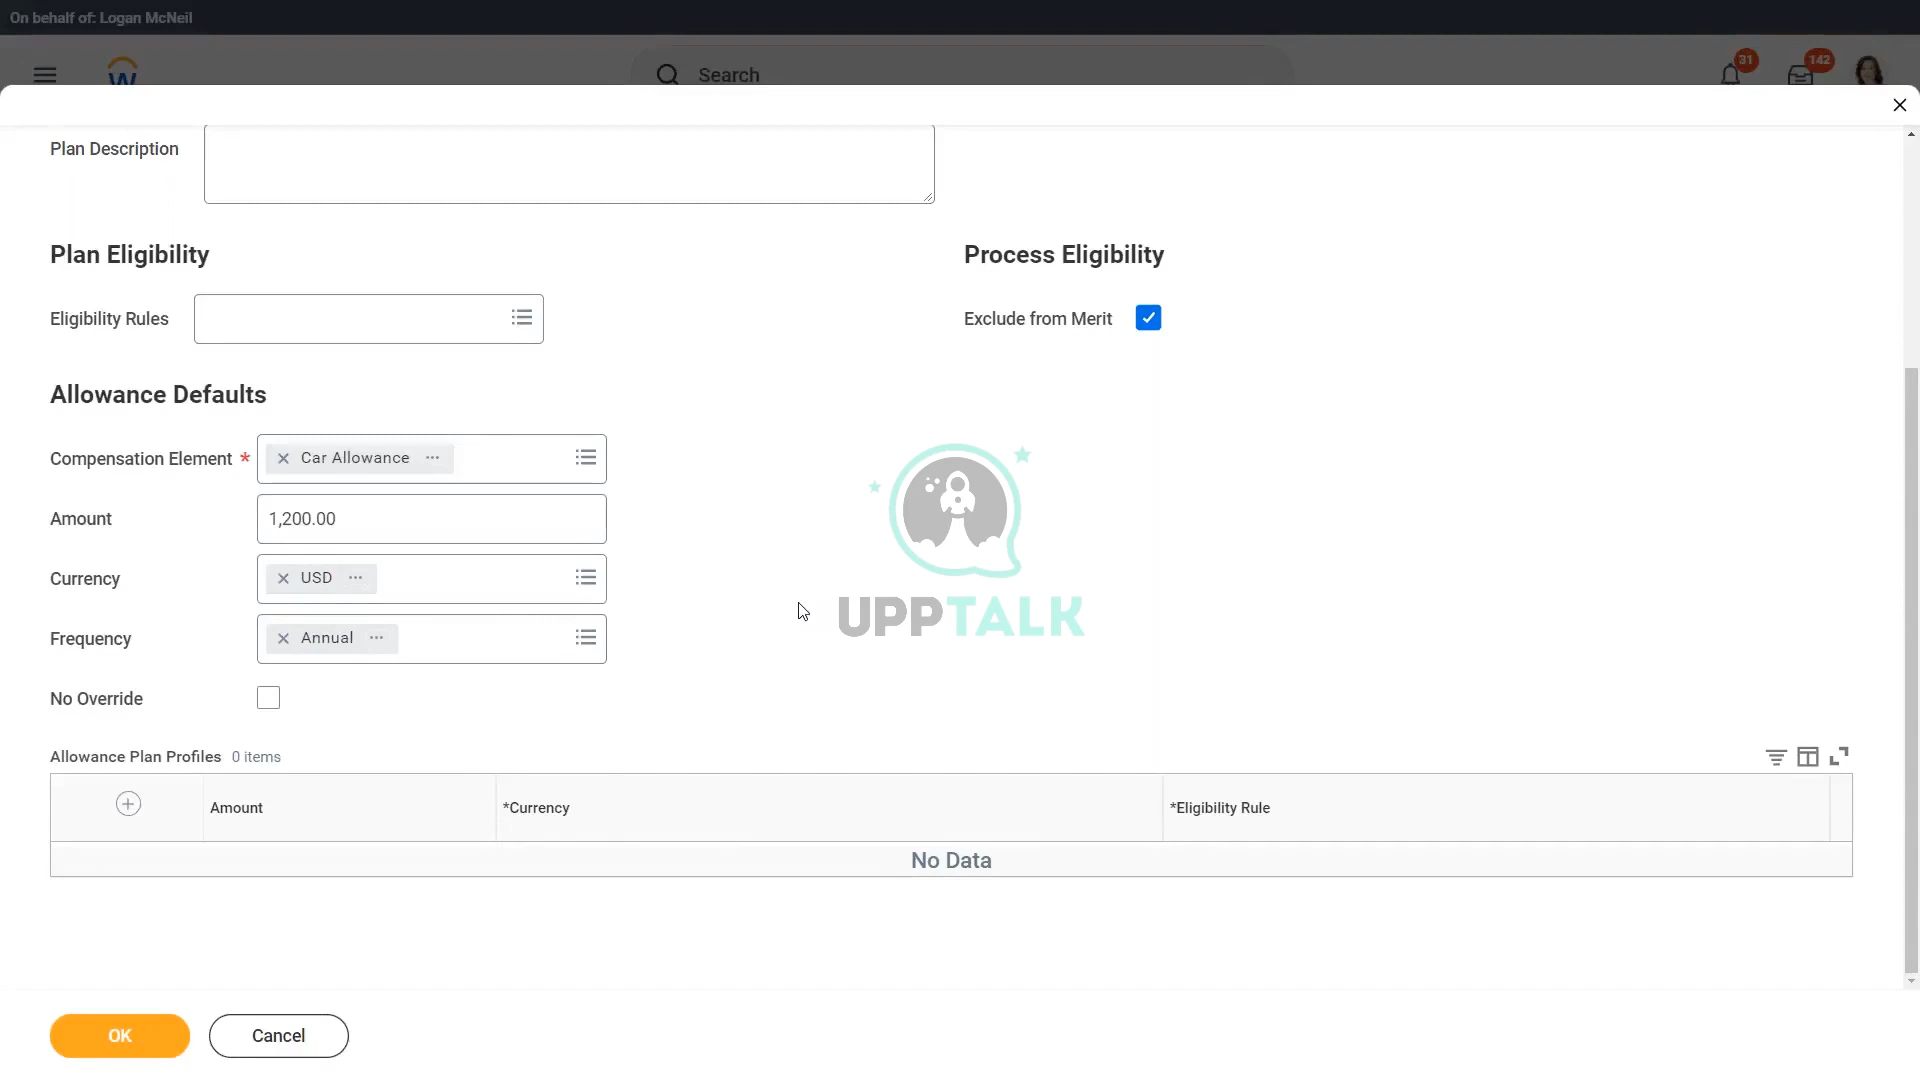 On behalf of: Logan McNeil
W
Search
31
142
Plan Description
Plan Eligibility
Process Eligibility
Eligibility Rules
Exclude from Merit
Allowance Defaults
Compensation Element *
Car Allowance
Amount
1,200.00
Currency
USD
Frequency
Annual
No Override
UPPTALK
Allowance Plan Profiles 0 items
Amount
*Currency
*Eligibility Rule
No Data
OK
Cancel